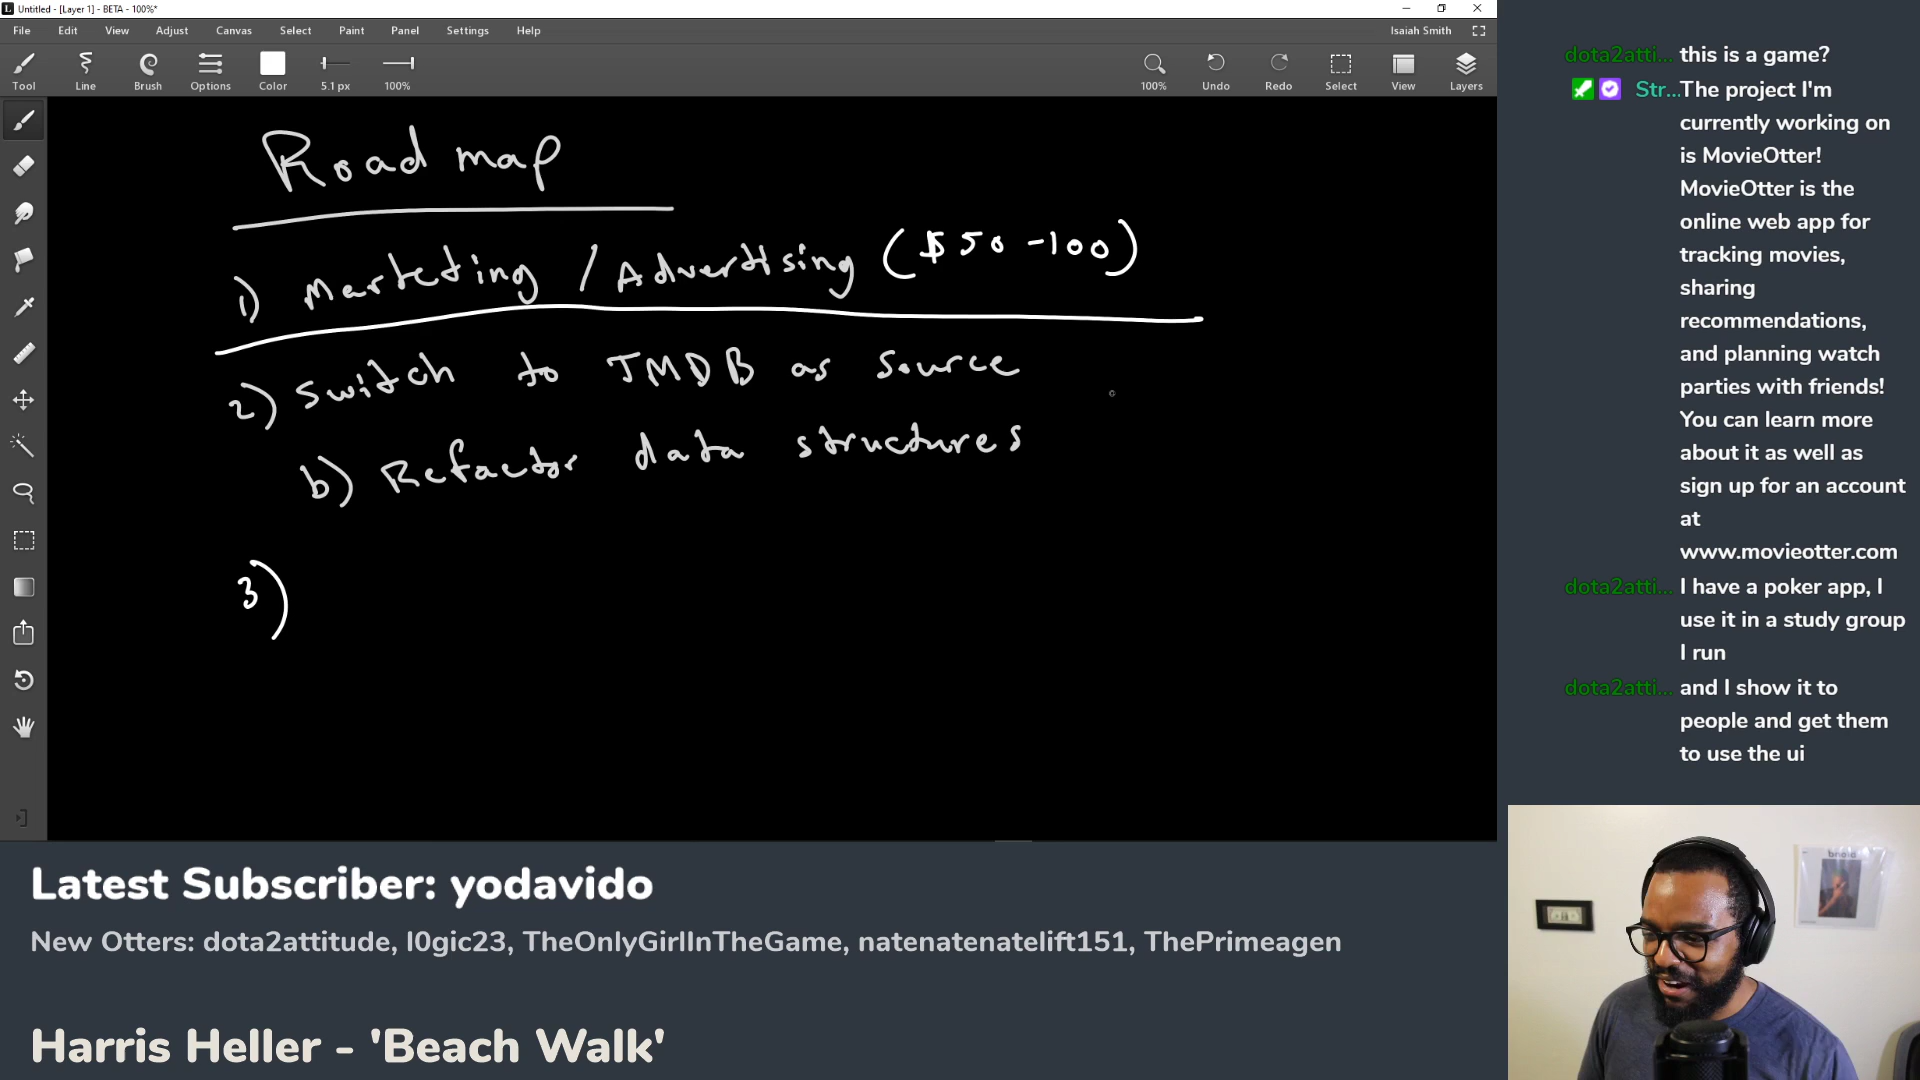 Untitled - [Layer 1] - BETA - 100%*
File Edit View Adjust Canvas Select Paint Panel Settings Help Isaiah Smith
Tool Line Brush Options Color 5.1 px 100% 100% Undo Redo Select View Layers
Road map
1) Marketing / Advertising ($50-100)
2) Switch to TMDB as source
b) Refactor data structures
3)
dota2atti... this is a game?
Str... The project I'm
currently working on
is MovieOtter!
MovieOtter is the
online web app for
tracking movies,
sharing
recommendations,
and planning watch
parties with friends!
You can learn more
about it as well as
sign up for an account
at
www.movieotter.com
dota2atti... I have a poker app, I
use it in a study group
I run
dota2atti... and I show it to
people and get them
to use the ui
Latest Subscriber: yodavido
New Otters: dota2attitude, l0gic23, TheOnlyGirlInTheGame, natenatenatelift151, ThePrimeagen
Harris Heller - 'Beach Walk'